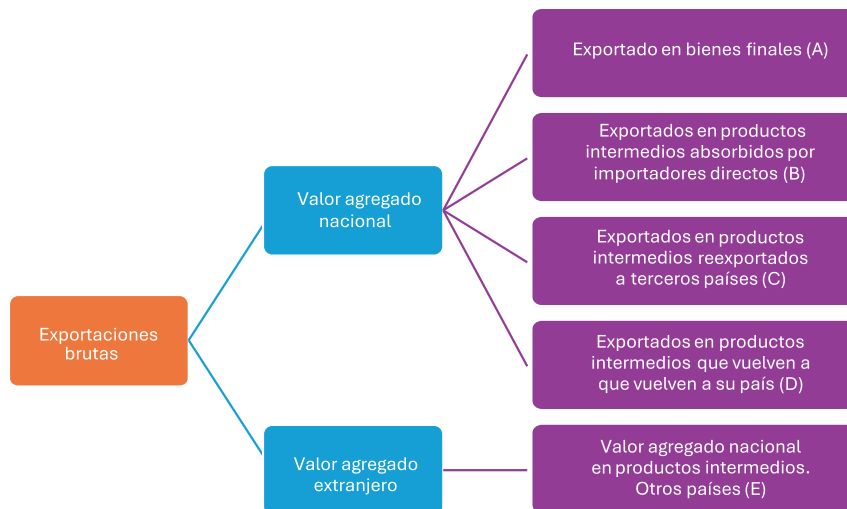 Exportaciones
brutas
Valor agregado
nacional
Valor agregado
extranjero
Exportado en bienes finales (A)
Exportados en productos
intermedios absorbidos por
importadores directos (B)
Exportados en productos
intermedios reexportados
a terceros países (C)
Exportados en productos
intermedios que vuelven a
que vuelven a su país (D)
Valor agregado nacional
en productos intermedios.
Otros países (E)